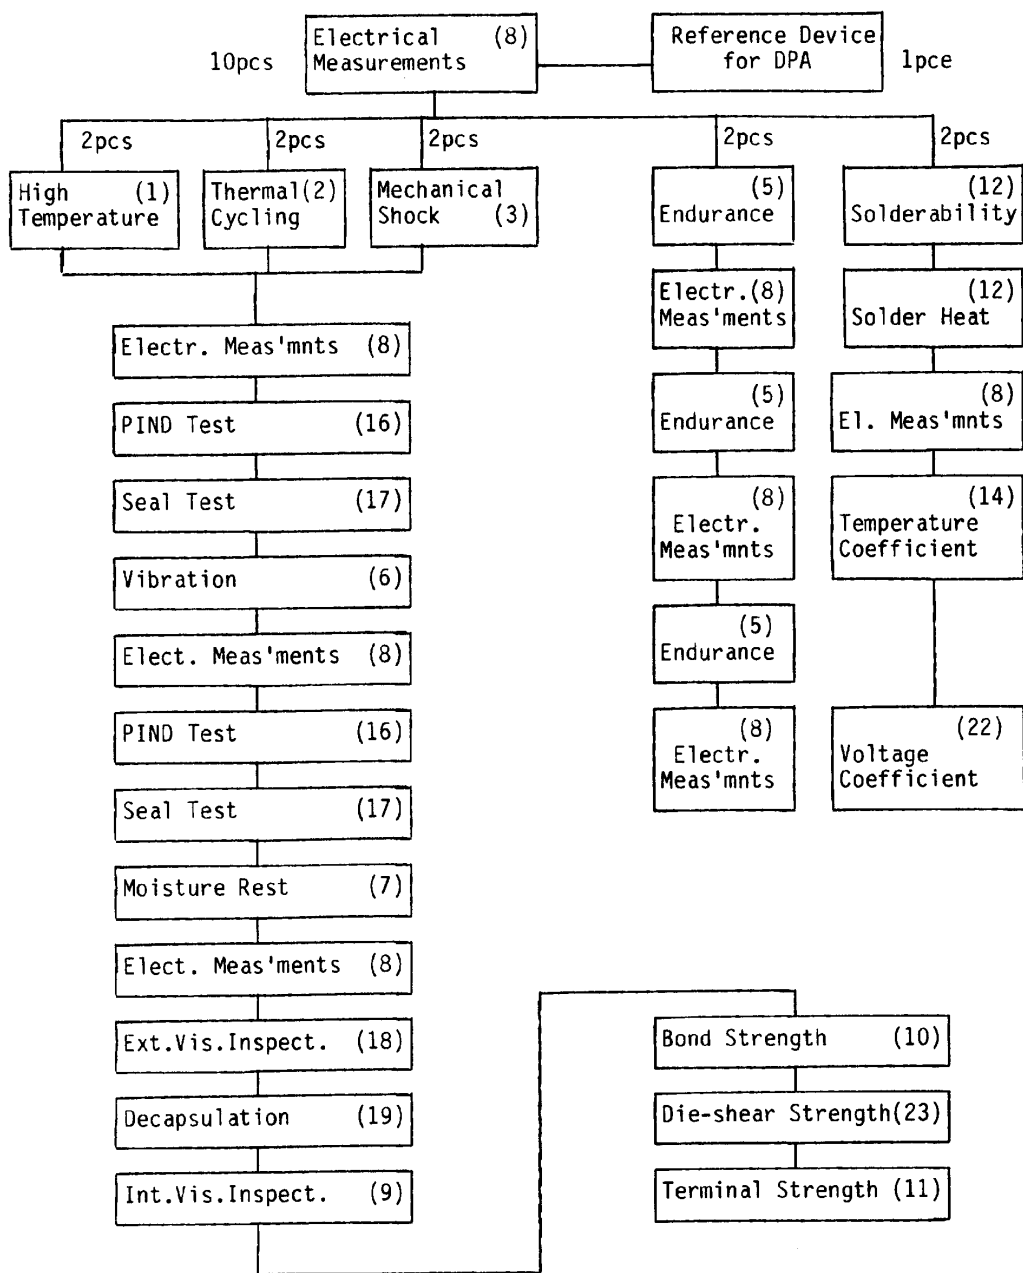 10pcs
Electrical (8)
Measurements
Reference Device
for DPA
1pce
2pcs
2pcs
2pcs
2pcs
2pcs
High (1)
Temperature
Thermal(2)
Cycling
Mechanical
Shock (3)
Electr. Meas'mnts (8)
PIND Test (16)
Seal Test (17)
Vibration (6)
Elect. Meas'ments (8)
PIND Test (16)
Seal Test (17)
Moisture Rest (7)
Elect. Meas'ments (8)
Ext.Vis.Inspect. (18)
Decapsulation (19)
Int.Vis.Inspect. (9)
(5)
Endurance
Electr.(8)
Meas'ments
(5)
Endurance
(8)
Electr.
Meas'mnts
(5)
Endurance
(8)
Electr.
Meas'mnts
(12)
Solderability
(12)
Solder Heat
(8)
El. Meas'mnts
(14)
Temperature
Coefficient
(22)
Voltage
Coefficient
Bond Strength (10)
Die-shear Strength(23)
Terminal Strength (11)